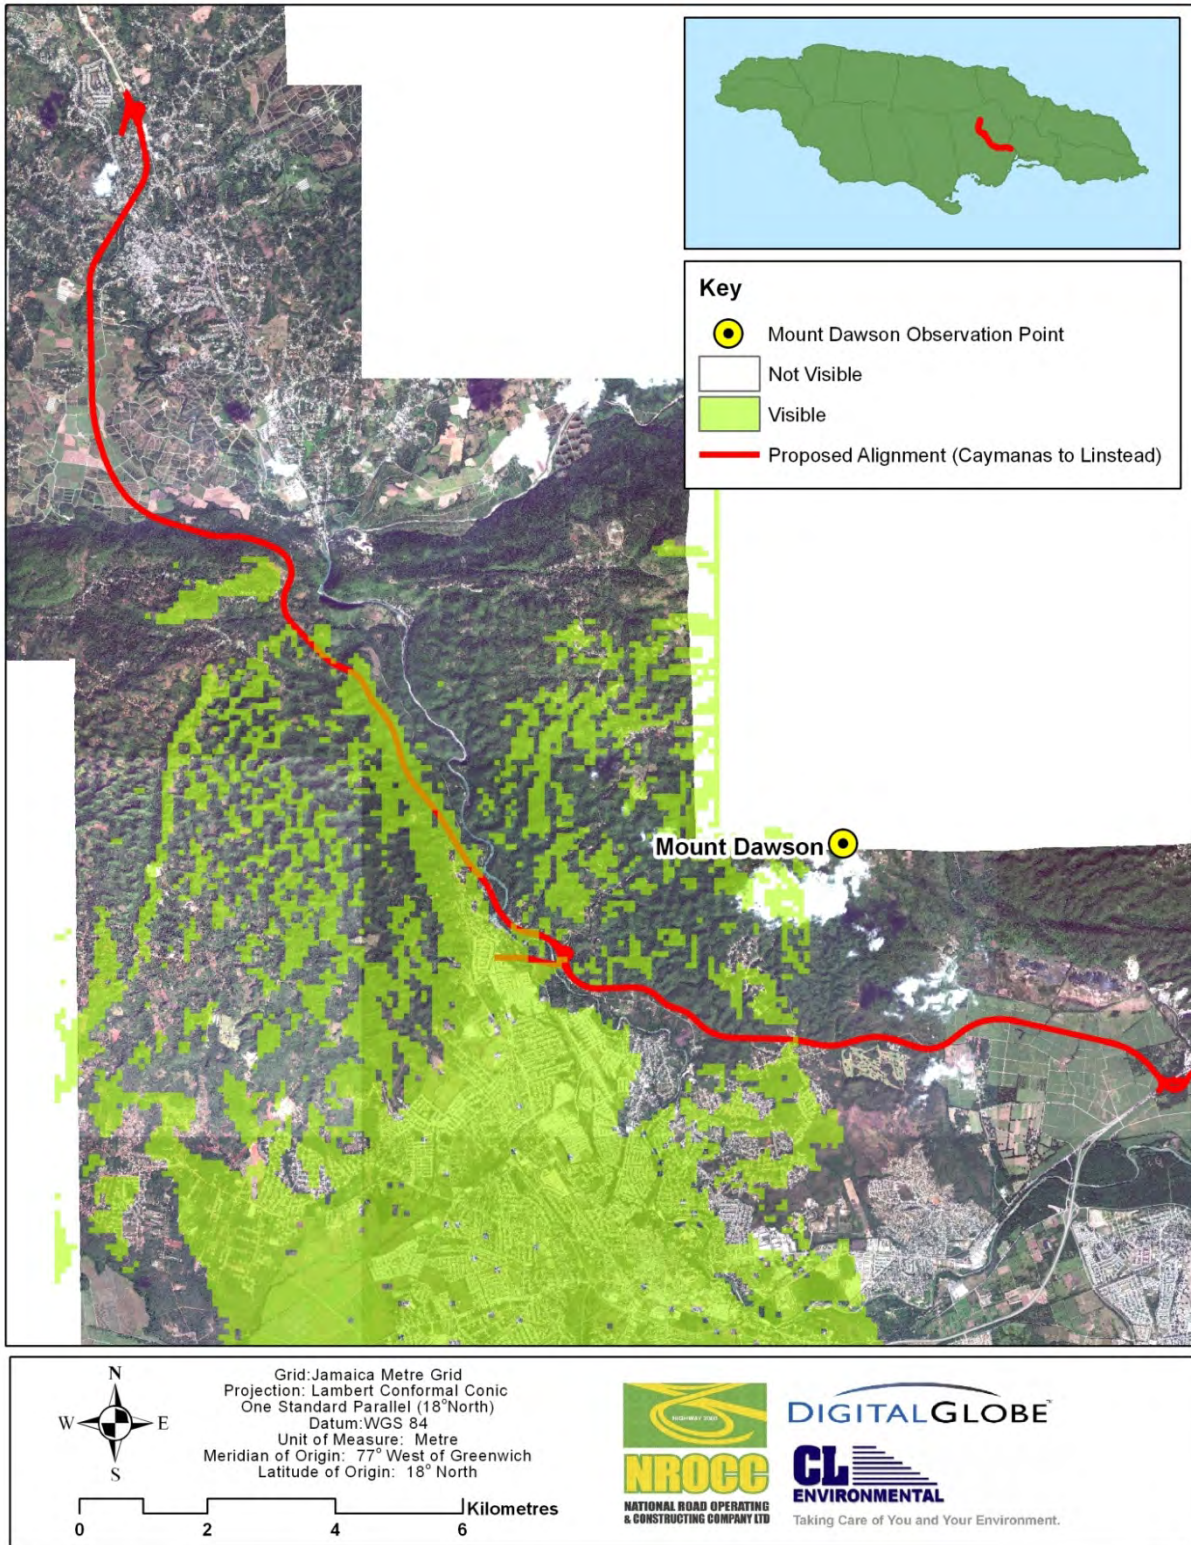 Key
Mount Dawson Observation Point
Not Visible
Visible
Proposed Alignment (Caymanas to Linstead)
Mount Dawson
N
W
E
S
Grid:Jamaica Metre Grid
Projection: Lambert Conformal Conic
One Standard Parallel (18°North)
Datum:WGS 84
Unit of Measure: Metre
Meridian of Origin: 77° West of Greenwich
Latitude of Origin: 18° North
Kilometres
0 2 4 6
HIGHWAY 2000
NROCC
NATIONAL ROAD OPERATING
& CONSTRUCTING COMPANY LTD
DIGITALGLOBE™
CL
ENVIRONMENTAL
Taking Care of You and Your Environment.